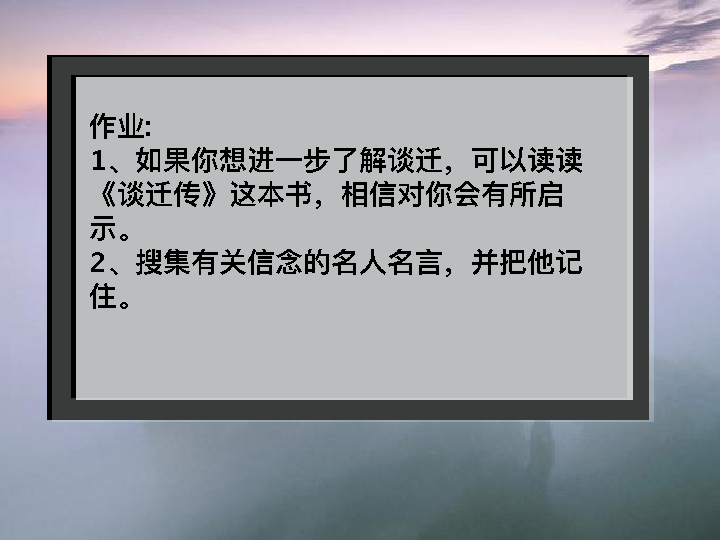 作业:
1、如果你想进一步了解谈迁，可以读读
《谈迁传》这本书，相信对你会有所启
示。
2、搜集有关信念的名人名言，并把他记
住。